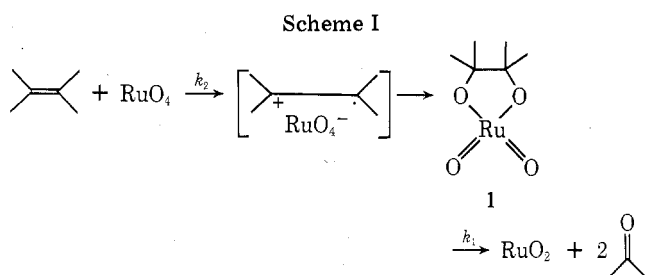 Scheme I
+ RuO₄ k₂ + · RuO₄⁻
O O
Ru
O O
1
k₁ RuO₂ + 2 O